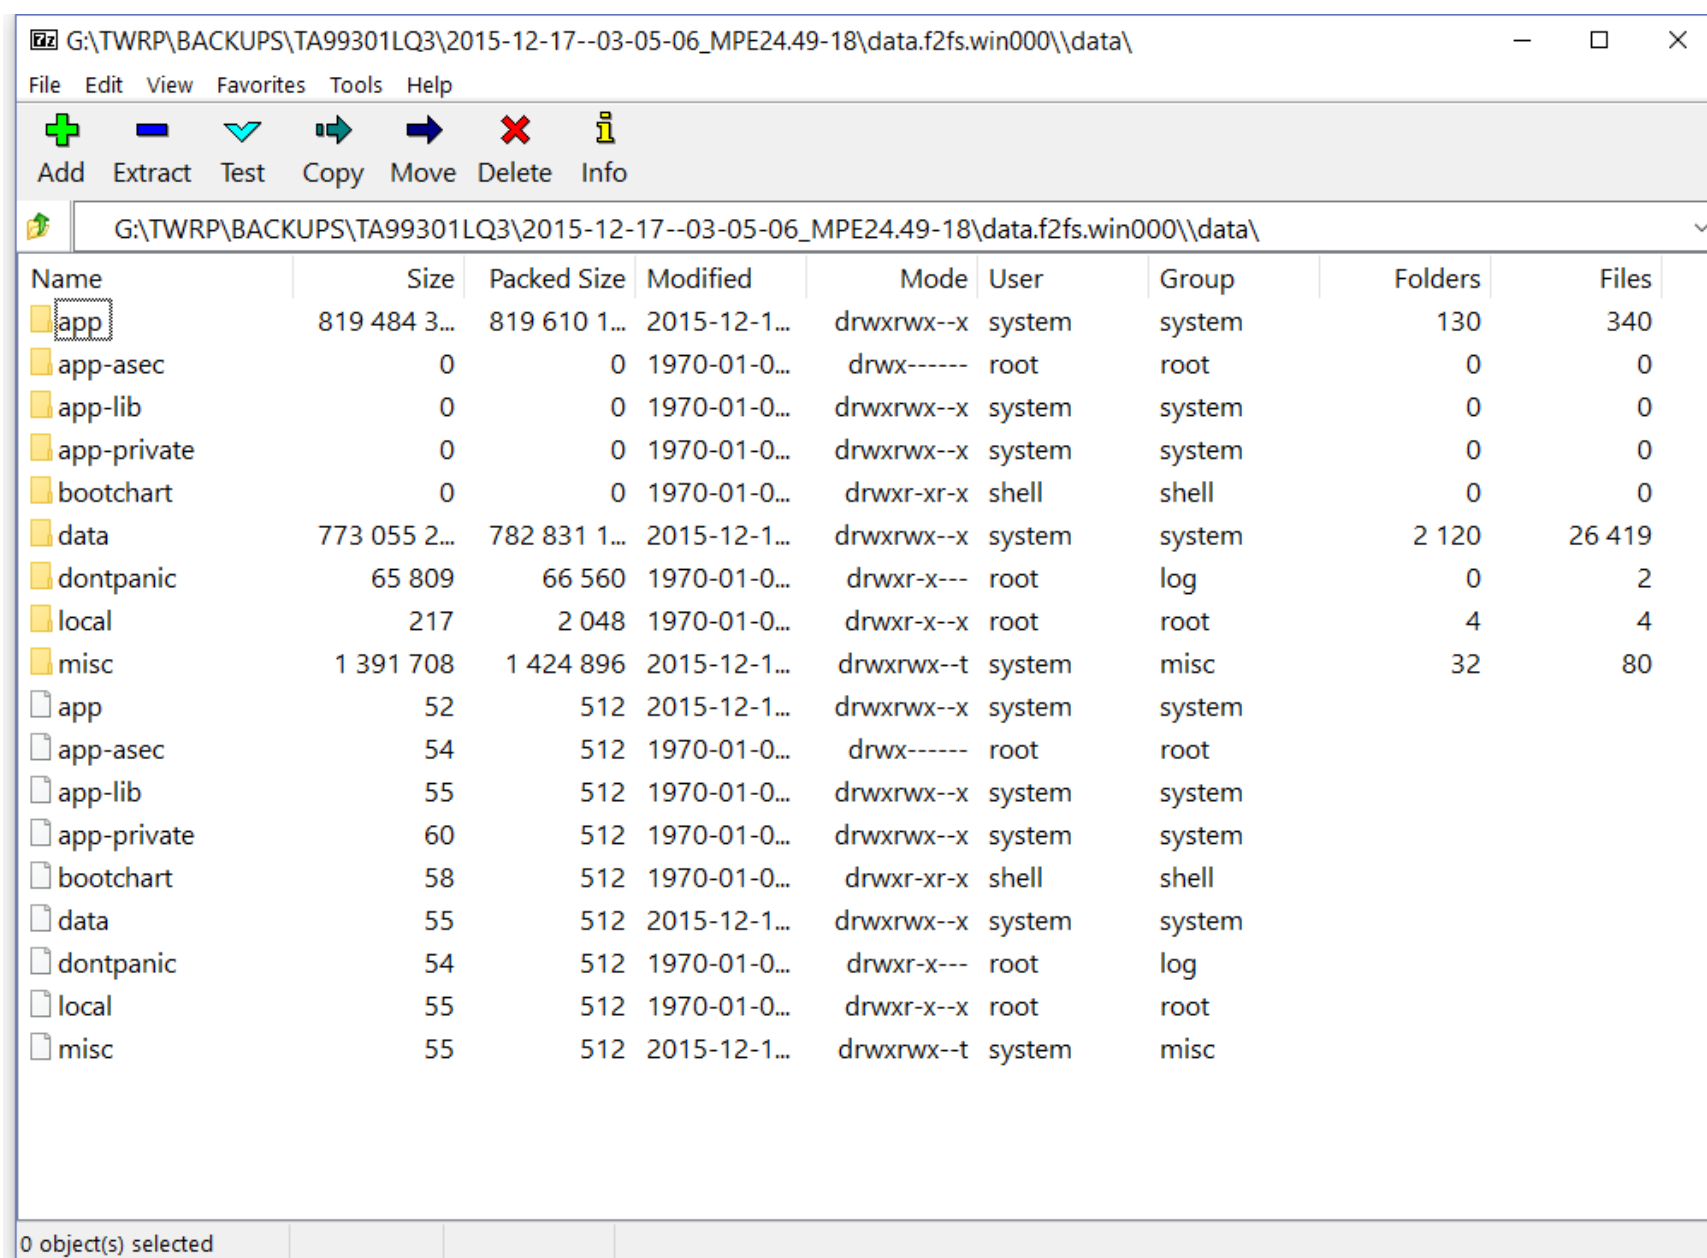 G:\TWRP\BACKUPS\TA99301LQ3\2015-12-17--03-05-06_MPE24.49-18\data.f2fs.win000\\data\
File Edit View Favorites Tools Help
Add Extract Test Copy Move Delete Info
G:\TWRP\BACKUPS\TA99301LQ3\2015-12-17--03-05-06_MPE24.49-18\data.f2fs.win000\\data\
Name Size Packed Size Modified Mode User Group Folders Files
app 819 484 3... 819 610 1... 2015-12-1... drwxrwx--x system system 130 340
app-asec 0 0 1970-01-0... drwx------ root root 0 0
app-lib 0 0 1970-01-0... drwxrwx--x system system 0 0
app-private 0 0 1970-01-0... drwxrwx--x system system 0 0
bootchart 0 0 1970-01-0... drwxr-xr-x shell shell 0 0
data 773 055 2... 782 831 1... 2015-12-1... drwxrwx--x system system 2 120 26 419
dontpanic 65 809 66 560 1970-01-0... drwxr-x--- root log 0 2
local 217 2 048 1970-01-0... drwxr-x--x root root 4 4
misc 1 391 708 1 424 896 2015-12-1... drwxrwx--t system misc 32 80
app 52 512 2015-12-1... drwxrwx--x system system
app-asec 54 512 1970-01-0... drwx------ root root
app-lib 55 512 1970-01-0... drwxrwx--x system system
app-private 60 512 1970-01-0... drwxrwx--x system system
bootchart 58 512 1970-01-0... drwxr-xr-x shell shell
data 55 512 2015-12-1... drwxrwx--x system system
dontpanic 54 512 1970-01-0... drwxr-x--- root log
local 55 512 1970-01-0... drwxr-x--x root root
misc 55 512 2015-12-1... drwxrwx--t system misc
0 object(s) selected